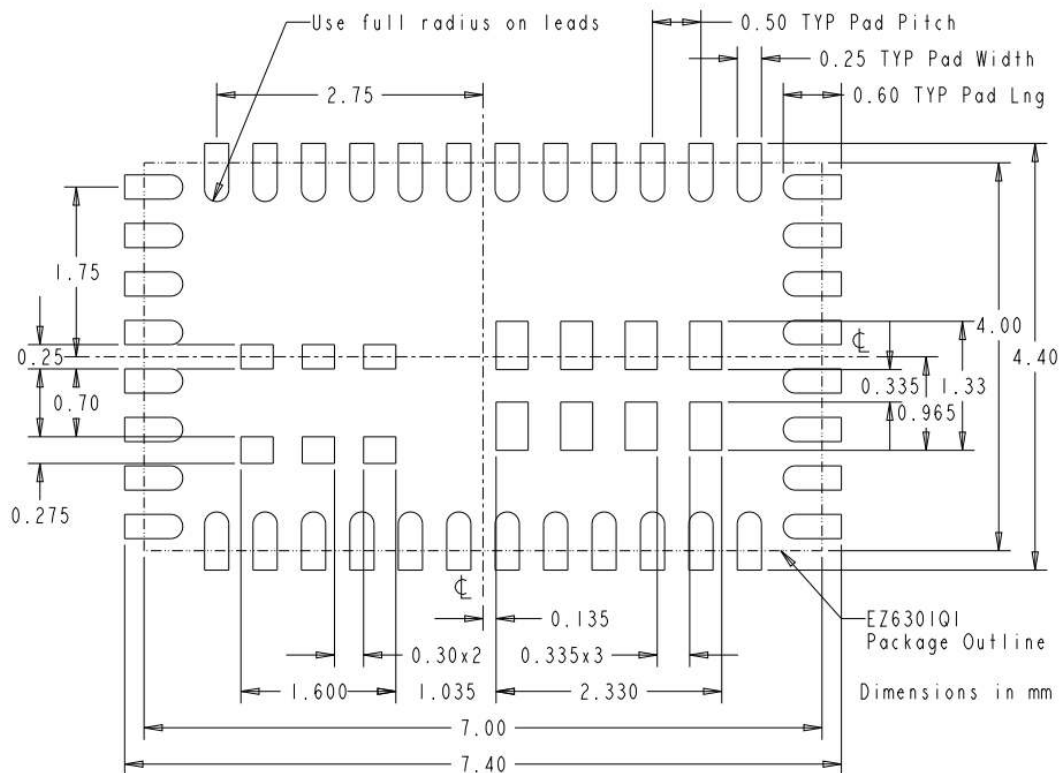 Use full radius on leads
0.50 TYP Pad Pitch
0.25 TYP Pad Width
2.75
0.60 TYP Pad Lng
1.75
4.00
℄
4.40
0.25
0.335
1.33
0.70
0.965
0.275
℄
0.135
EZ6301QI
Package Outline
0.30x2
0.335x3
1.600
1.035
2.330
Dimensions in mm
7.00
7.40